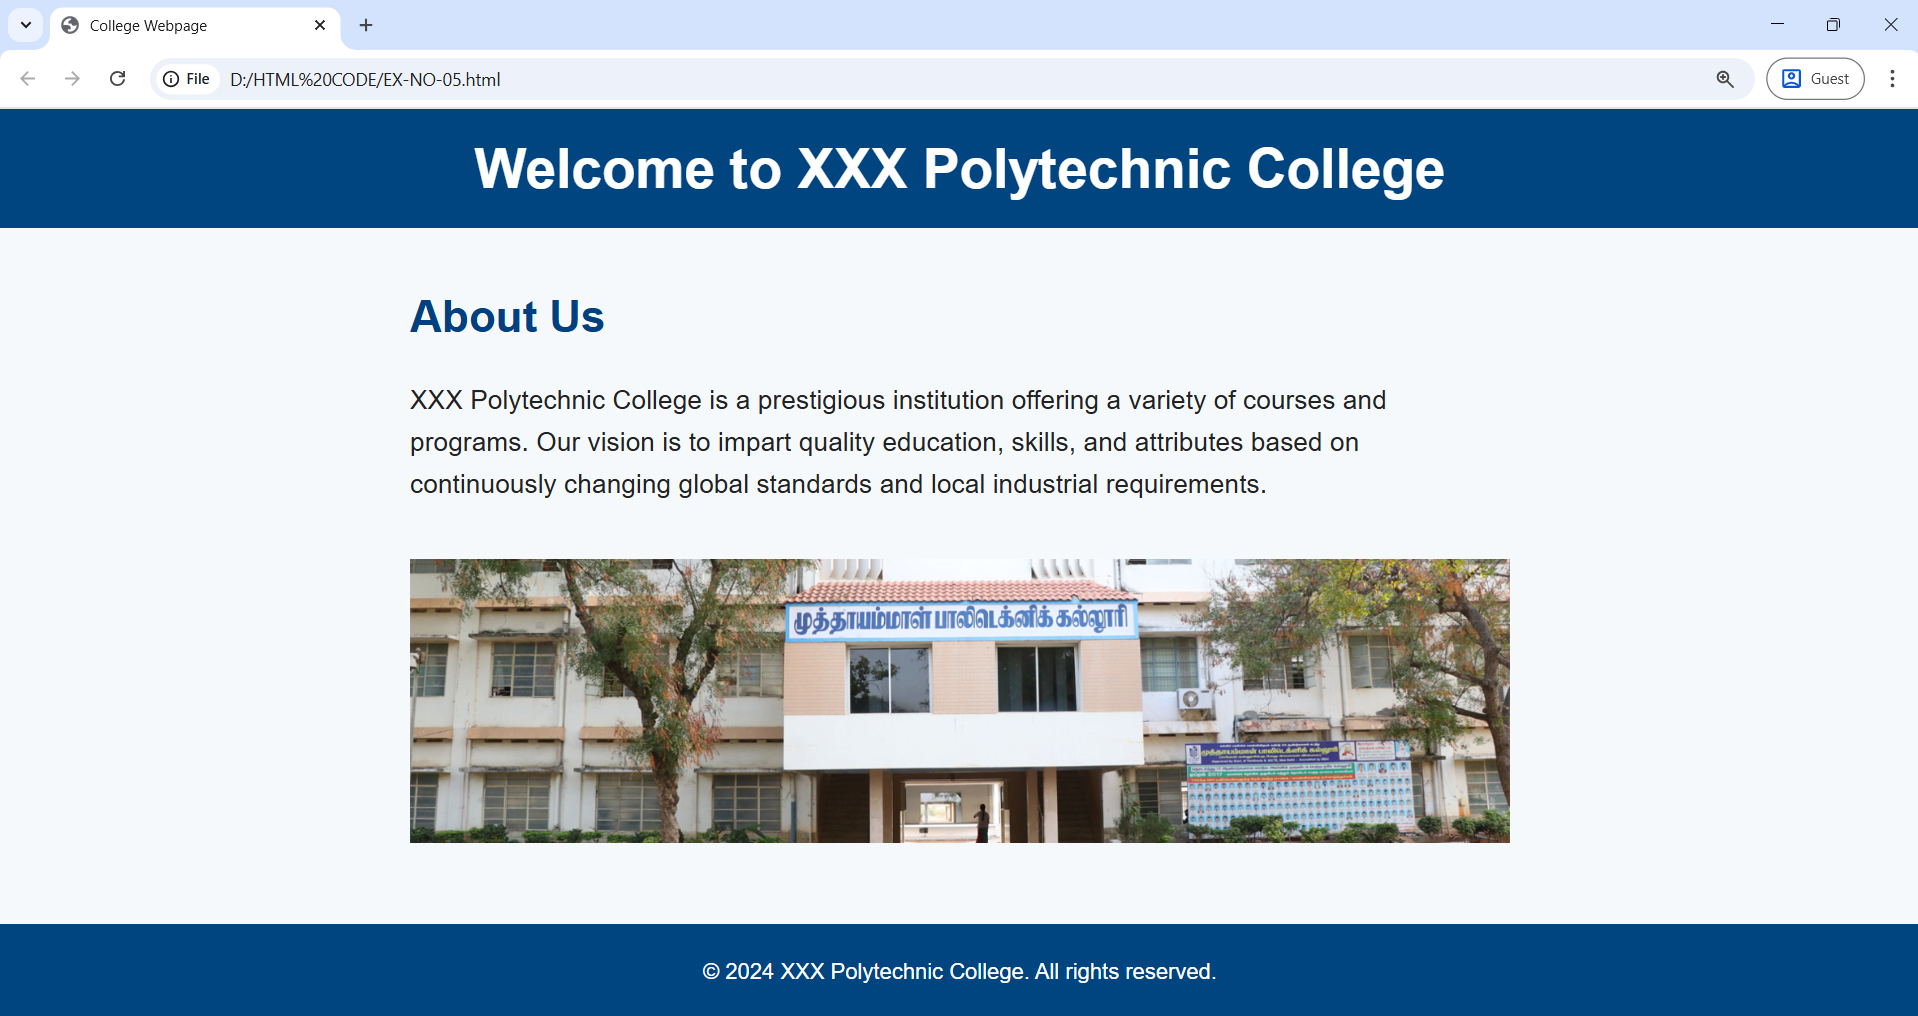 College Webpage
File
D:/HTML%20CODE/EX-NO-05.html
Guest
Welcome to XXX Polytechnic College
About Us
XXX Polytechnic College is a prestigious institution offering a variety of courses and
programs. Our vision is to impart quality education, skills, and attributes based on
continuously changing global standards and local industrial requirements.
முத்தாயம்மாள் பாலிடெக்னிக் கல்லூரி
முத்தாயம்மாள் பாலிடெக்னிக் கல்லூரி
© 2024 XXX Polytechnic College. All rights reserved.